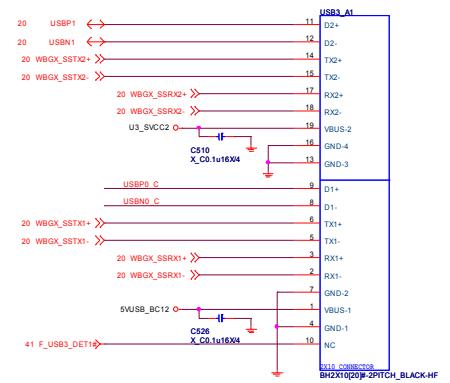 USB3_A1
20 USBP1 11 D2+
20 USBN1 12 D2-
20 WBGX_SSTX2+ 14 TX2+
20 WBGX_SSTX2- 15 TX2-
20 WBGX_SSRX2+ 17 RX2+
20 WBGX_SSRX2- 18 RX2-
U3_SVCC2 19 VBUS-2
16 GND-4
C510
X_C0.1u16X/4
13 GND-3
USBP0_C 9 D1+
USBN0_C 8 D1-
20 WBGX_SSTX1+ 6 TX1+
20 WBGX_SSTX1- 5 TX1-
20 WBGX_SSRX1+ 3 RX1+
20 WBGX_SSRX1- 2 RX1-
7 GND-2
5VUSB_BC12 1 VBUS-1
4 GND-1
C526
X_C0.1u16X/4
41 F_USB3_DET1# 10 NC
2X10_CONNECTOR
BH2X10[20]#-2PITCH_BLACK-HF